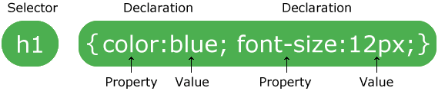 Selector Declaration Declaration
h1 {color:blue; font-size:12px;}
Property Value Property Value